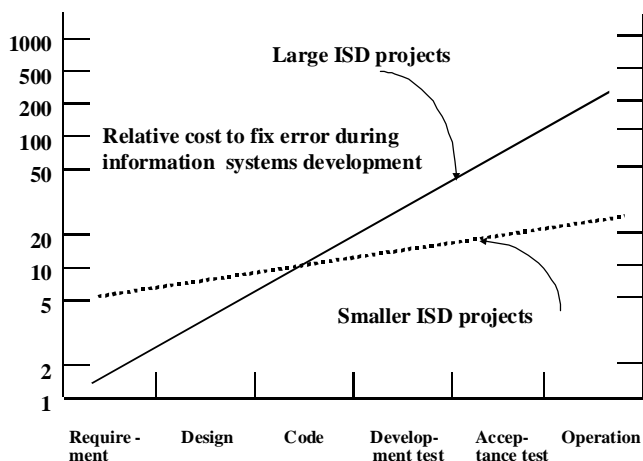 1000
500
200
100
50
20
10
5
2
1
Large ISD projects
Relative cost to fix error during
information systems development
Smaller ISD projects
Require -
ment
Design
Code
Develop-
ment test
Accep-
tance test
Operation